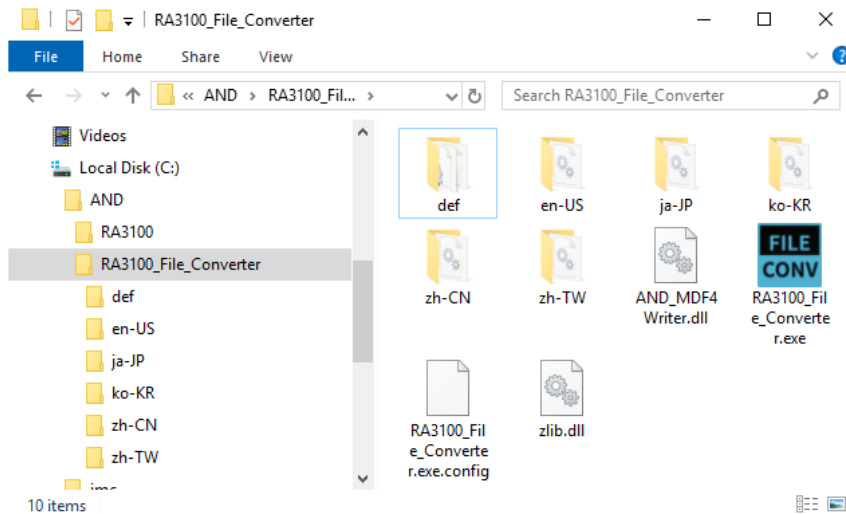 RA3100_File_Converter
File Home Share View
« AND > RA3100_Fil... >
Search RA3100_File_Converter
Videos
Local Disk (C:)
AND
RA3100
RA3100_File_Converter
def
en-US
ja-JP
ko-KR
zh-CN
zh-TW
def
en-US
ja-JP
ko-KR
zh-CN
zh-TW
AND_MDF4
Writer.dll
FILE
CONV
RA3100_Fil
e_Converte
r.exe
RA3100_Fil
e_Converte
r.exe.config
zlib.dll
10 items